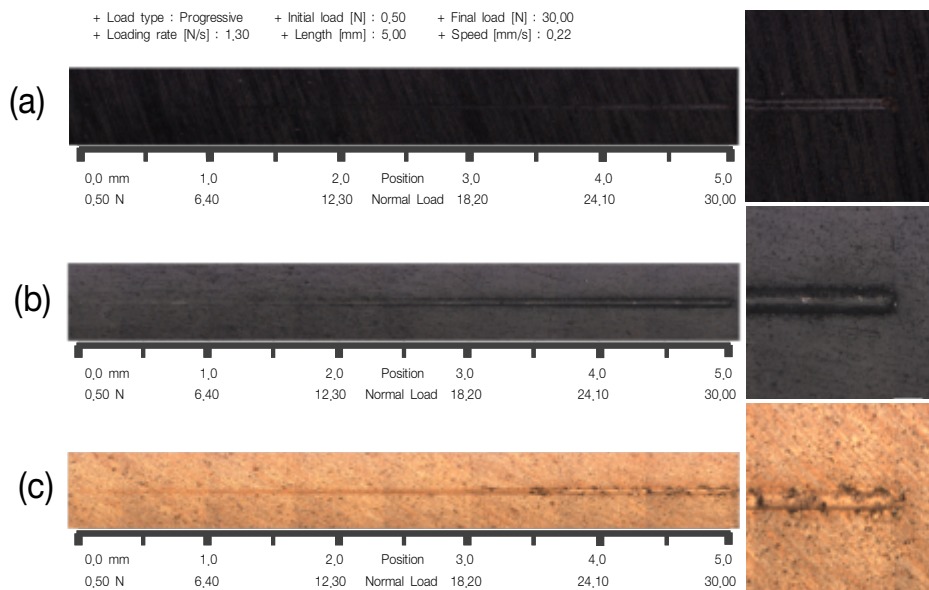 + Load type : Progressive + Initial load [N] : 0,50 + Final load [N] : 30,00
+ Loading rate [N/s] : 1,30 + Length [mm] : 5,00 + Speed [mm/s] : 0,22
(a)
0,0 mm 1,0 2,0 Position 3,0 4,0 5,0
0,50 N 6,40 12,30 Normal Load 18,20 24,10 30,00
(b)
0,0 mm 1,0 2,0 Position 3,0 4,0 5,0
0,50 N 6,40 12,30 Normal Load 18,20 24,10 30,00
(c)
0,0 mm 1,0 2,0 Position 3,0 4,0 5,0
0,50 N 6,40 12,30 Normal Load 18,20 24,10 30,00